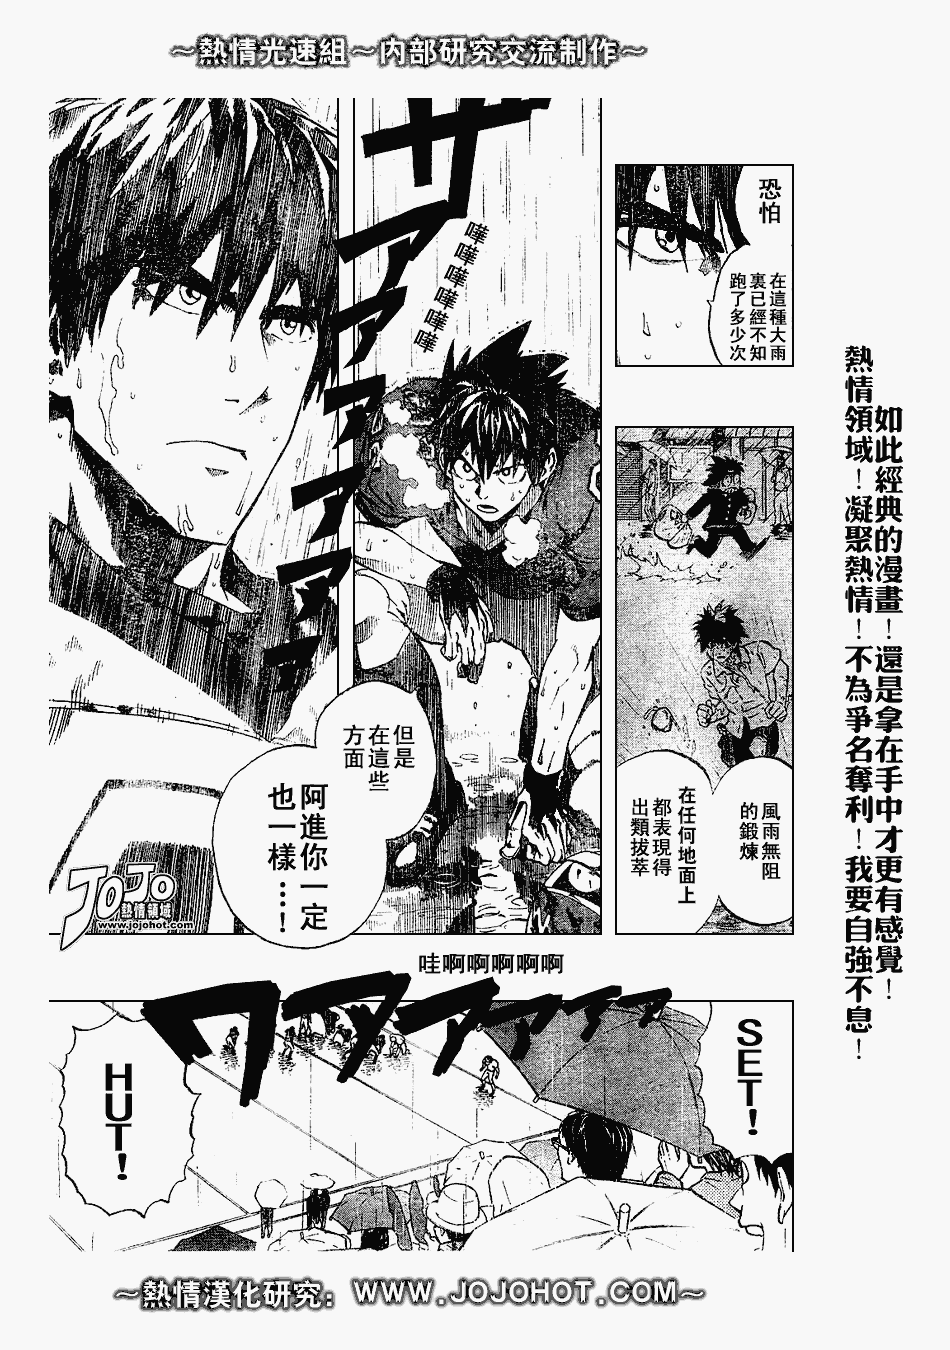 ～熱情光速組～內部研究交流制作～
恐怕
在這種大雨
裏已經不知
跑了多少次
風雨無阻
的鍛煉
在任何地面上
都表現得
出類拔萃
ザァァァァァ
嘩嘩嘩嘩嘩嘩
但是
在這些
方面
阿進你一定
也一樣…！
JOJO
熱情領域
www.jojohot.com
哇啊啊啊啊啊
ワアアアアア
SET!
HUT!
如此經典的漫畫！還是拿在手中才更有感覺！
熱情領域！凝聚熱情！不為爭名奪利！我要自強不息！
～熱情漢化研究：WWW.JOJOHOT.COM～